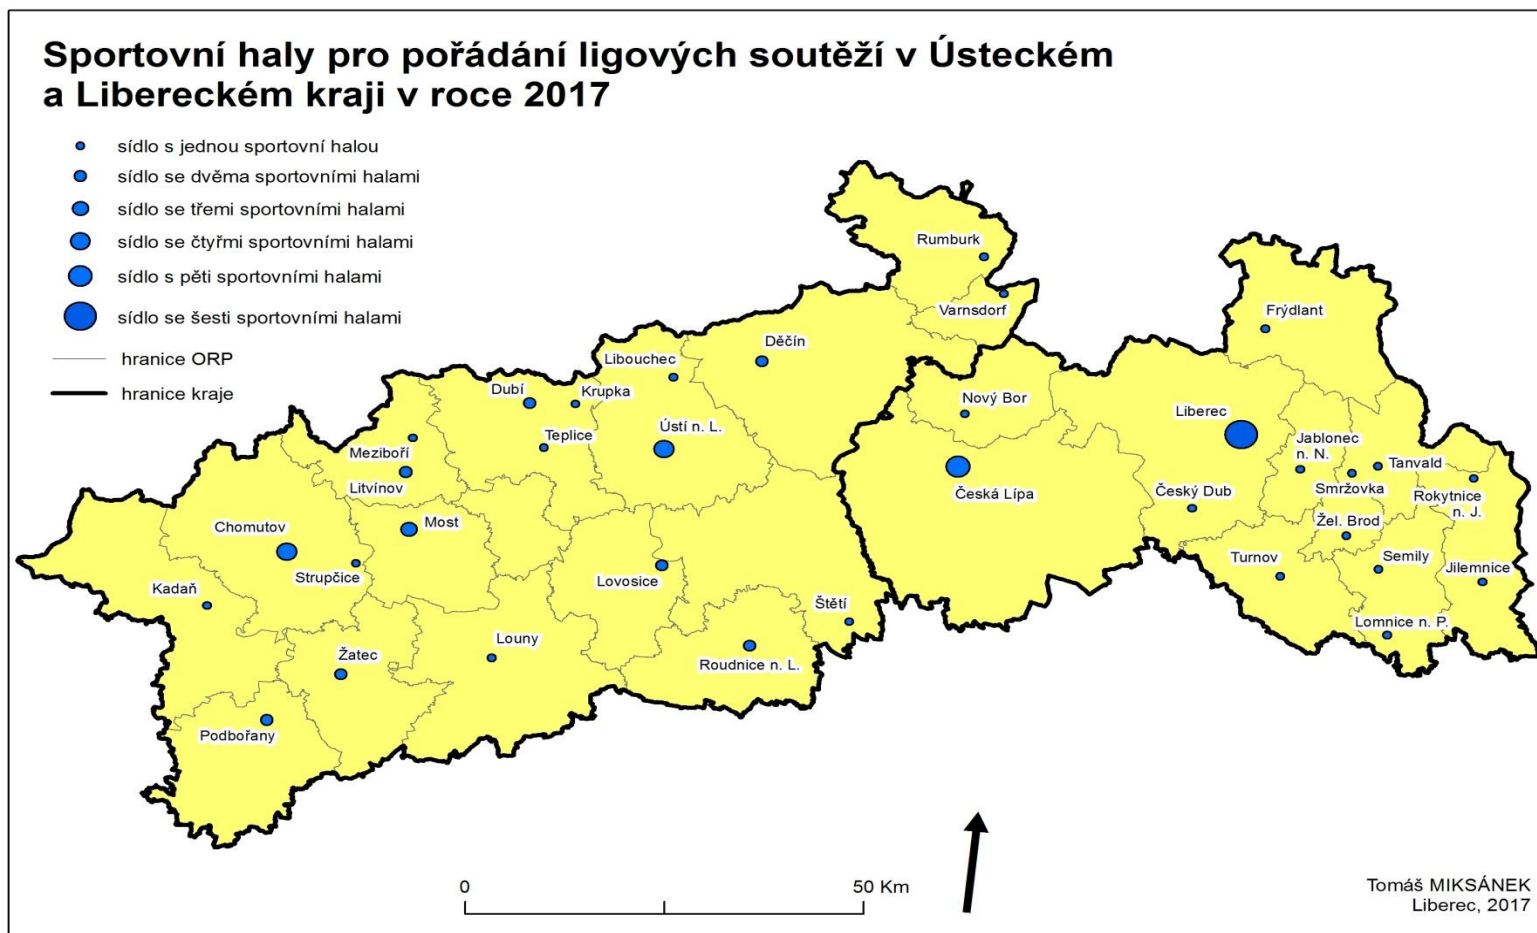 Sportovní haly pro pořádání ligových soutěží v Ústeckém
a Libereckém kraji v roce 2017
sídlo s jednou sportovní halou
sídlo se dvěma sportovními halami
sídlo se třemi sportovními halami
sídlo se čtyřmi sportovními halami
sídlo s pěti sportovními halami
sídlo se šesti sportovními halami
hranice ORP
hranice kraje
Rumburk
Varnsdorf
Frýdlant
Děčín
Libouchec
Dubí
Krupka
Nový Bor
Liberec
Ústí n. L.
Teplice
Jablonec
n. N.
Meziboří
Tanvald
Litvínov
Česká Lípa
Český Dub
Smržovka
Rokytnice
n. J.
Chomutov
Most
Žel. Brod
Turnov
Semily
Jilemnice
Strupčice
Kadaň
Lovosice
Štětí
Lomnice n. P.
Louny
Žatec
Roudnice n. L.
Podbořany
0
50 Km
Tomáš MIKSÁNEK
Liberec, 2017